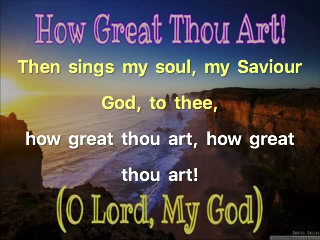 How Great Thou Art!
Then sings my soul, my Saviour
God, to thee,
how great thou art, how great
thou art!
(O Lord, My God)